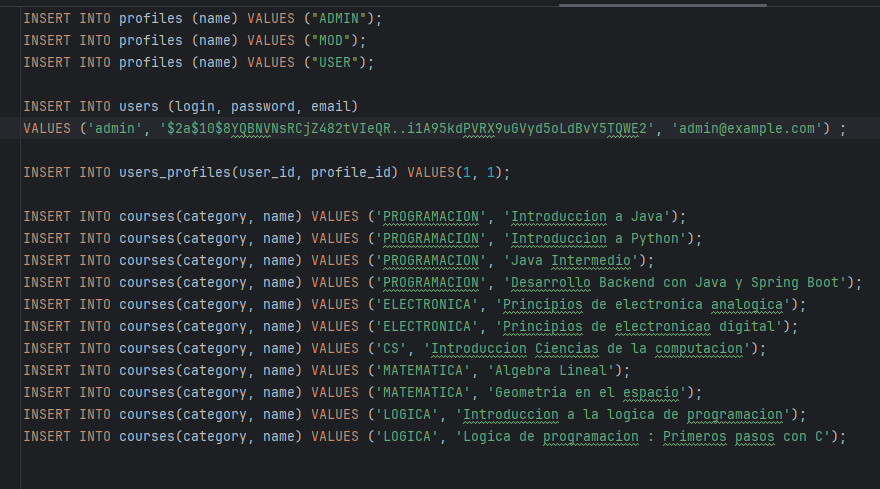 INSERT INTO profiles (name) VALUES ("ADMIN");
INSERT INTO profiles (name) VALUES ("MOD");
INSERT INTO profiles (name) VALUES ("USER");
INSERT INTO users (login, password, email)
VALUES ('admin', '$2a$10$8YQBNVNsRCjZ482tVIeQR..i1A95kdPVRX9uGVyd5oLdBvY5TQWE2', 'admin@example.com') ;
INSERT INTO users_profiles(user_id, profile_id) VALUES(1, 1);
INSERT INTO courses(category, name) VALUES ('PROGRAMACION', 'Introduccion a Java');
INSERT INTO courses(category, name) VALUES ('PROGRAMACION', 'Introduccion a Python');
INSERT INTO courses(category, name) VALUES ('PROGRAMACION', 'Java Intermedio');
INSERT INTO courses(category, name) VALUES ('PROGRAMACION', 'Desarrollo Backend con Java y Spring Boot');
INSERT INTO courses(category, name) VALUES ('ELECTRONICA', 'Principios de electronica analogica');
INSERT INTO courses(category, name) VALUES ('ELECTRONICA', 'Principios de electronicao digital');
INSERT INTO courses(category, name) VALUES ('CS', 'Introduccion Ciencias de la computacion');
INSERT INTO courses(category, name) VALUES ('MATEMATICA', 'Algebra Lineal');
INSERT INTO courses(category, name) VALUES ('MATEMATICA', 'Geometria en el espacio');
INSERT INTO courses(category, name) VALUES ('LOGICA', 'Introduccion a la logica de programacion');
INSERT INTO courses(category, name) VALUES ('LOGICA', 'Logica de programacion : Primeros pasos con C');